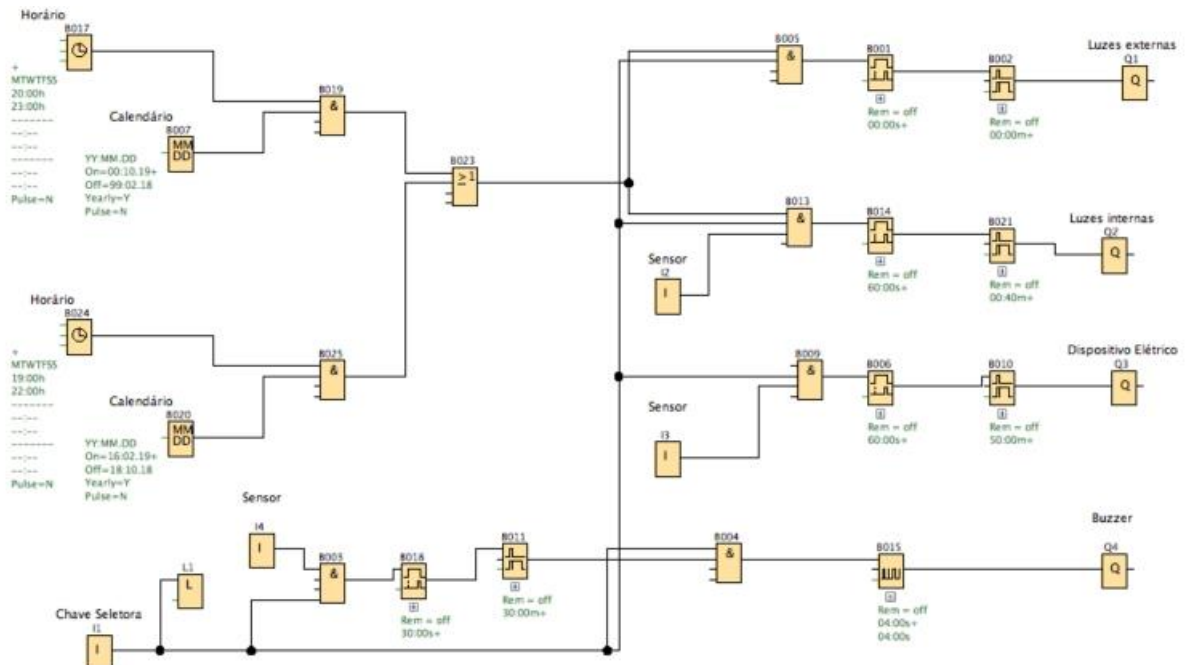 Horário
B017
+
MTWTFSS
20:00h
23:00h
-------
--:--
--:--
-------
--:--
--:--
Pulse=N
Calendário
B007
MM
DD
YY.MM.DD
On=00.10.19+
Off=99.02.18
Yearly=Y
Pulse=N
B019
&
B023
≥1
Horário
B024
+
MTWTFSS
19:00h
22:00h
-------
--:--
--:--
-------
--:--
--:--
Pulse=N
Calendário
B020
MM
DD
YY.MM.DD
On=16.02.19+
Off=18.10.18
Yearly=Y
Pulse=N
B025
&
B005
&
B001
Rem = off
00:00s+
B002
Rem = off
00:00m+
Luzes externas
Q1
Q
B013
&
Sensor
I2
I
B014
Rem = off
60:00s+
B021
Rem = off
00:40m+
Luzes internas
Q2
Q
B009
&
Sensor
I3
I
B006
Rem = off
60:00s+
B010
Rem = off
50:00m+
Dispositivo Elétrico
Q3
Q
Sensor
I4
I
B003
&
Rem = off
30:00s+
B011
Rem = off
30:00m+
B004
&
B015
Rem = off
04:00s+
04:00s
Buzzer
Q4
Q
L1
L
Chave Seletora
I1
I